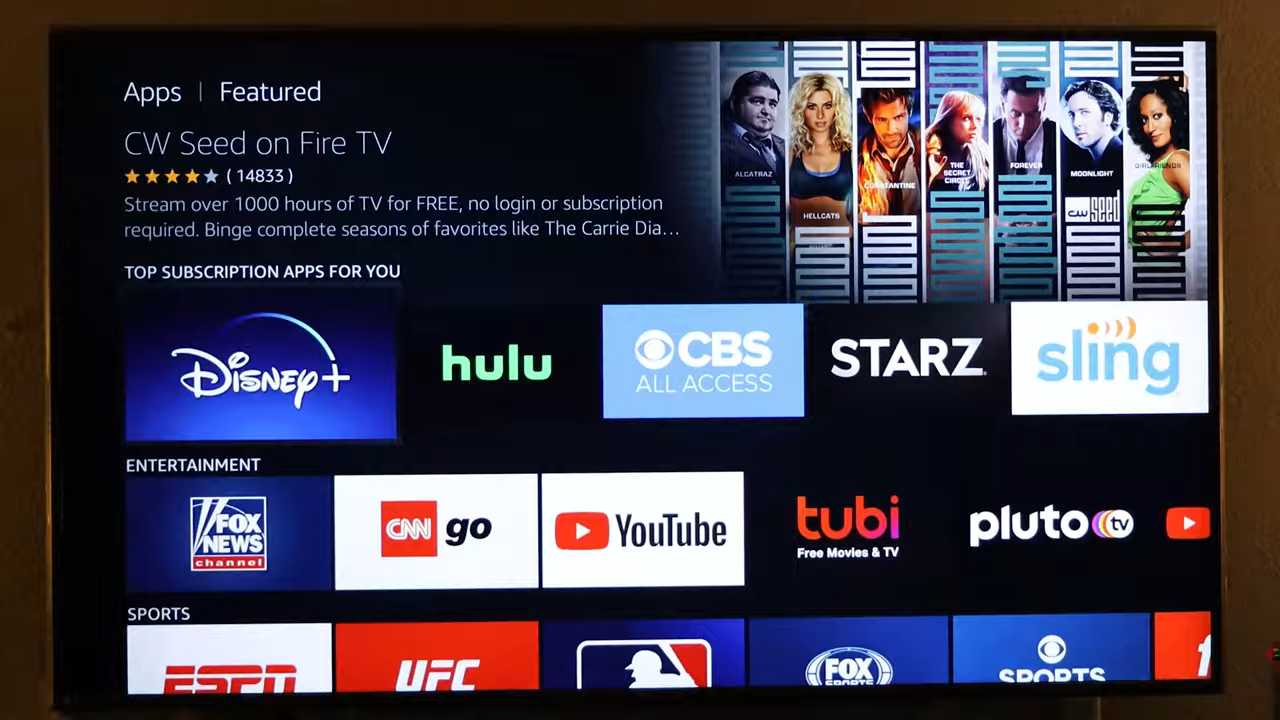 Apps | Featured
CW Seed on Fire TV
( 14833 )
Stream over 1000 hours of TV for FREE, no login or subscription
required. Binge complete seasons of favorites like The Carrie Dia...
ALCATRAZ
HELLCATS
CONSTANTINE
THE
SECRET
CIRCLE
FOREVER
MOONLIGHT
CW seed
GIRLFRIENDS
TOP SUBSCRIPTION APPS FOR YOU
Disney+
hulu
CBS
ALL ACCESS
STARZ
sling
ENTERTAINMENT
FOX
NEWS
channel
CNN go
YouTube
tubi
Free Movies & TV
pluto tv
SPORTS
ESPN
UFC
FOX
SPORTS
SPORTS
1